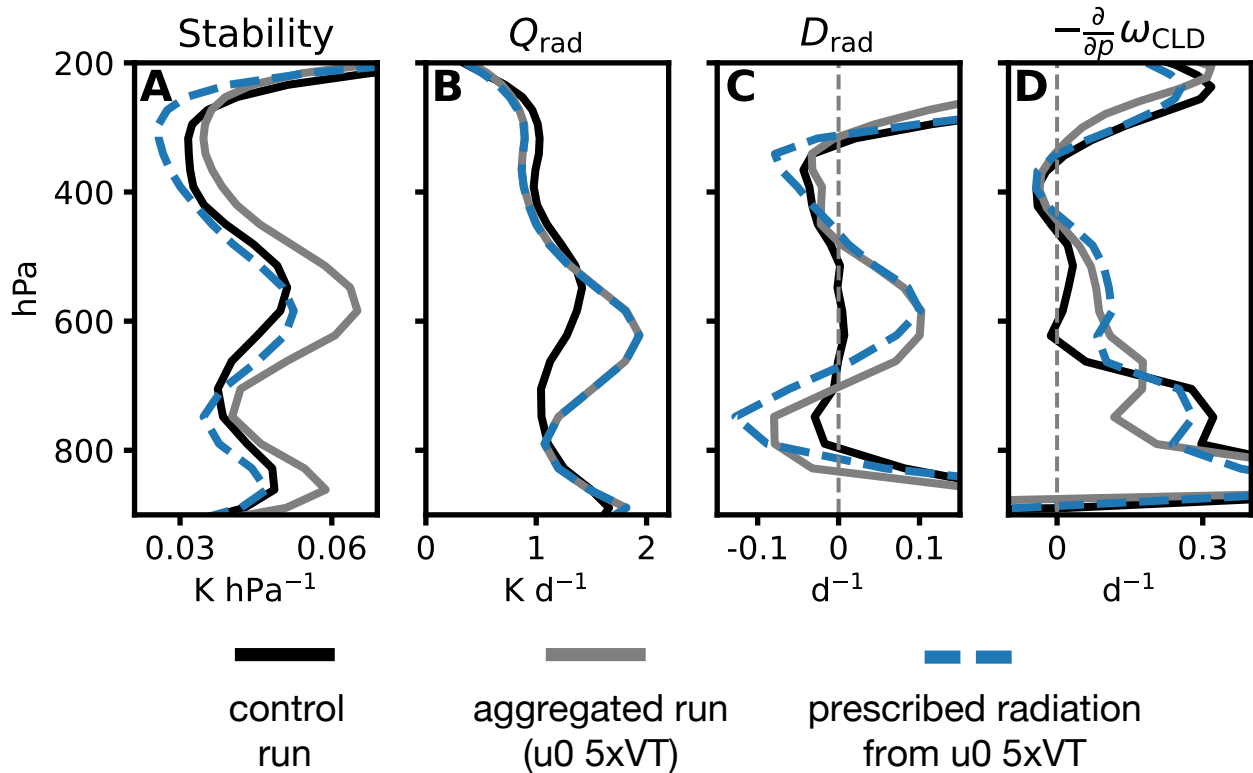 Stability
Q_rad
D_rad
−∂/∂p ω_CLD
A
B
C
D
hPa
200
400
600
800
0.03 0.06
0 1 2
-0.1 0 0.1
0 0.3
K hPa⁻¹
K d⁻¹
d⁻¹
d⁻¹
control
run
aggregated run
(u0 5xVT)
prescribed radiation
from u0 5xVT